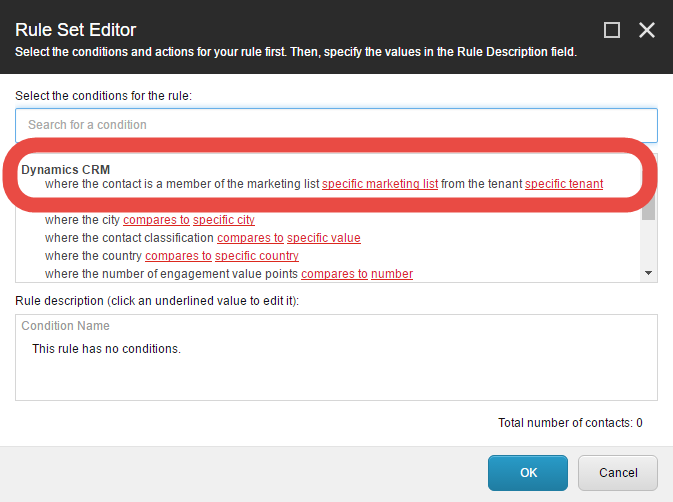 Rule Set Editor
Select the conditions and actions for your rule first. Then, specify the values in the Rule Description field.
Select the conditions for the rule:
Search for a condition
Dynamics CRM
where the contact is a member of the marketing list specific marketing list from the tenant specific tenant
where the city compares to specific city
where the contact classification compares to specific value
where the country compares to specific country
where the number of engagement value points compares to number
Rule description (click an underlined value to edit it):
Condition Name
This rule has no conditions.
Total number of contacts: 0
OK
Cancel